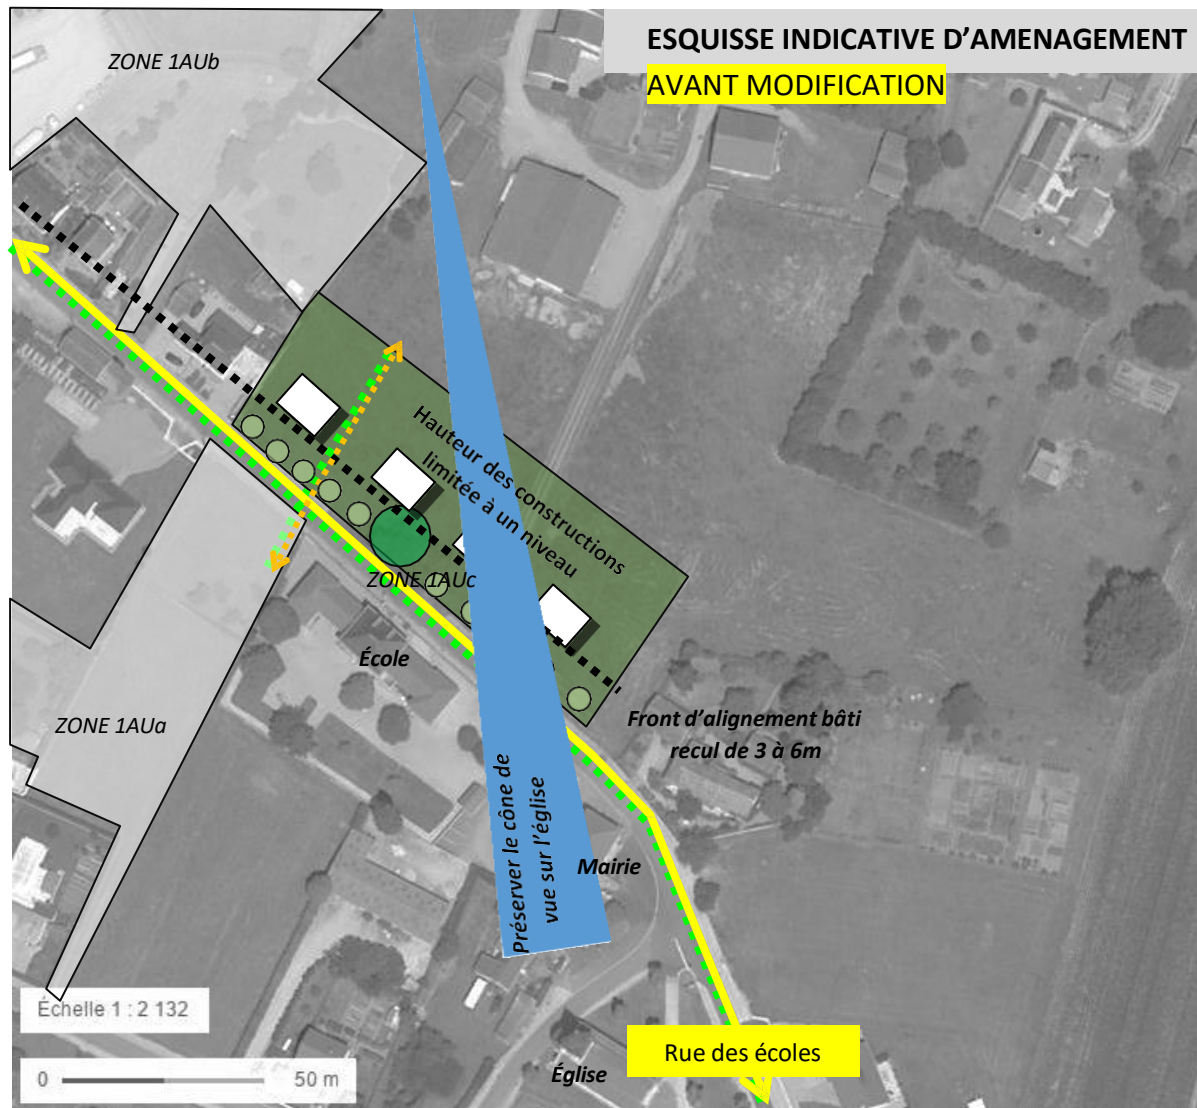 ESQUISSE INDICATIVE D’AMENAGEMENT
AVANT MODIFICATION
ZONE 1AUb
Hauteur des constructions
limitée à un niveau
ZONE 1AUc
École
ZONE 1AUa
Front d’alignement bâti
recul de 3 à 6m
Préserver le cône de
vue sur l’église
Mairie
Échelle 1 : 2 132
Rue des écoles
0 50 m
Église